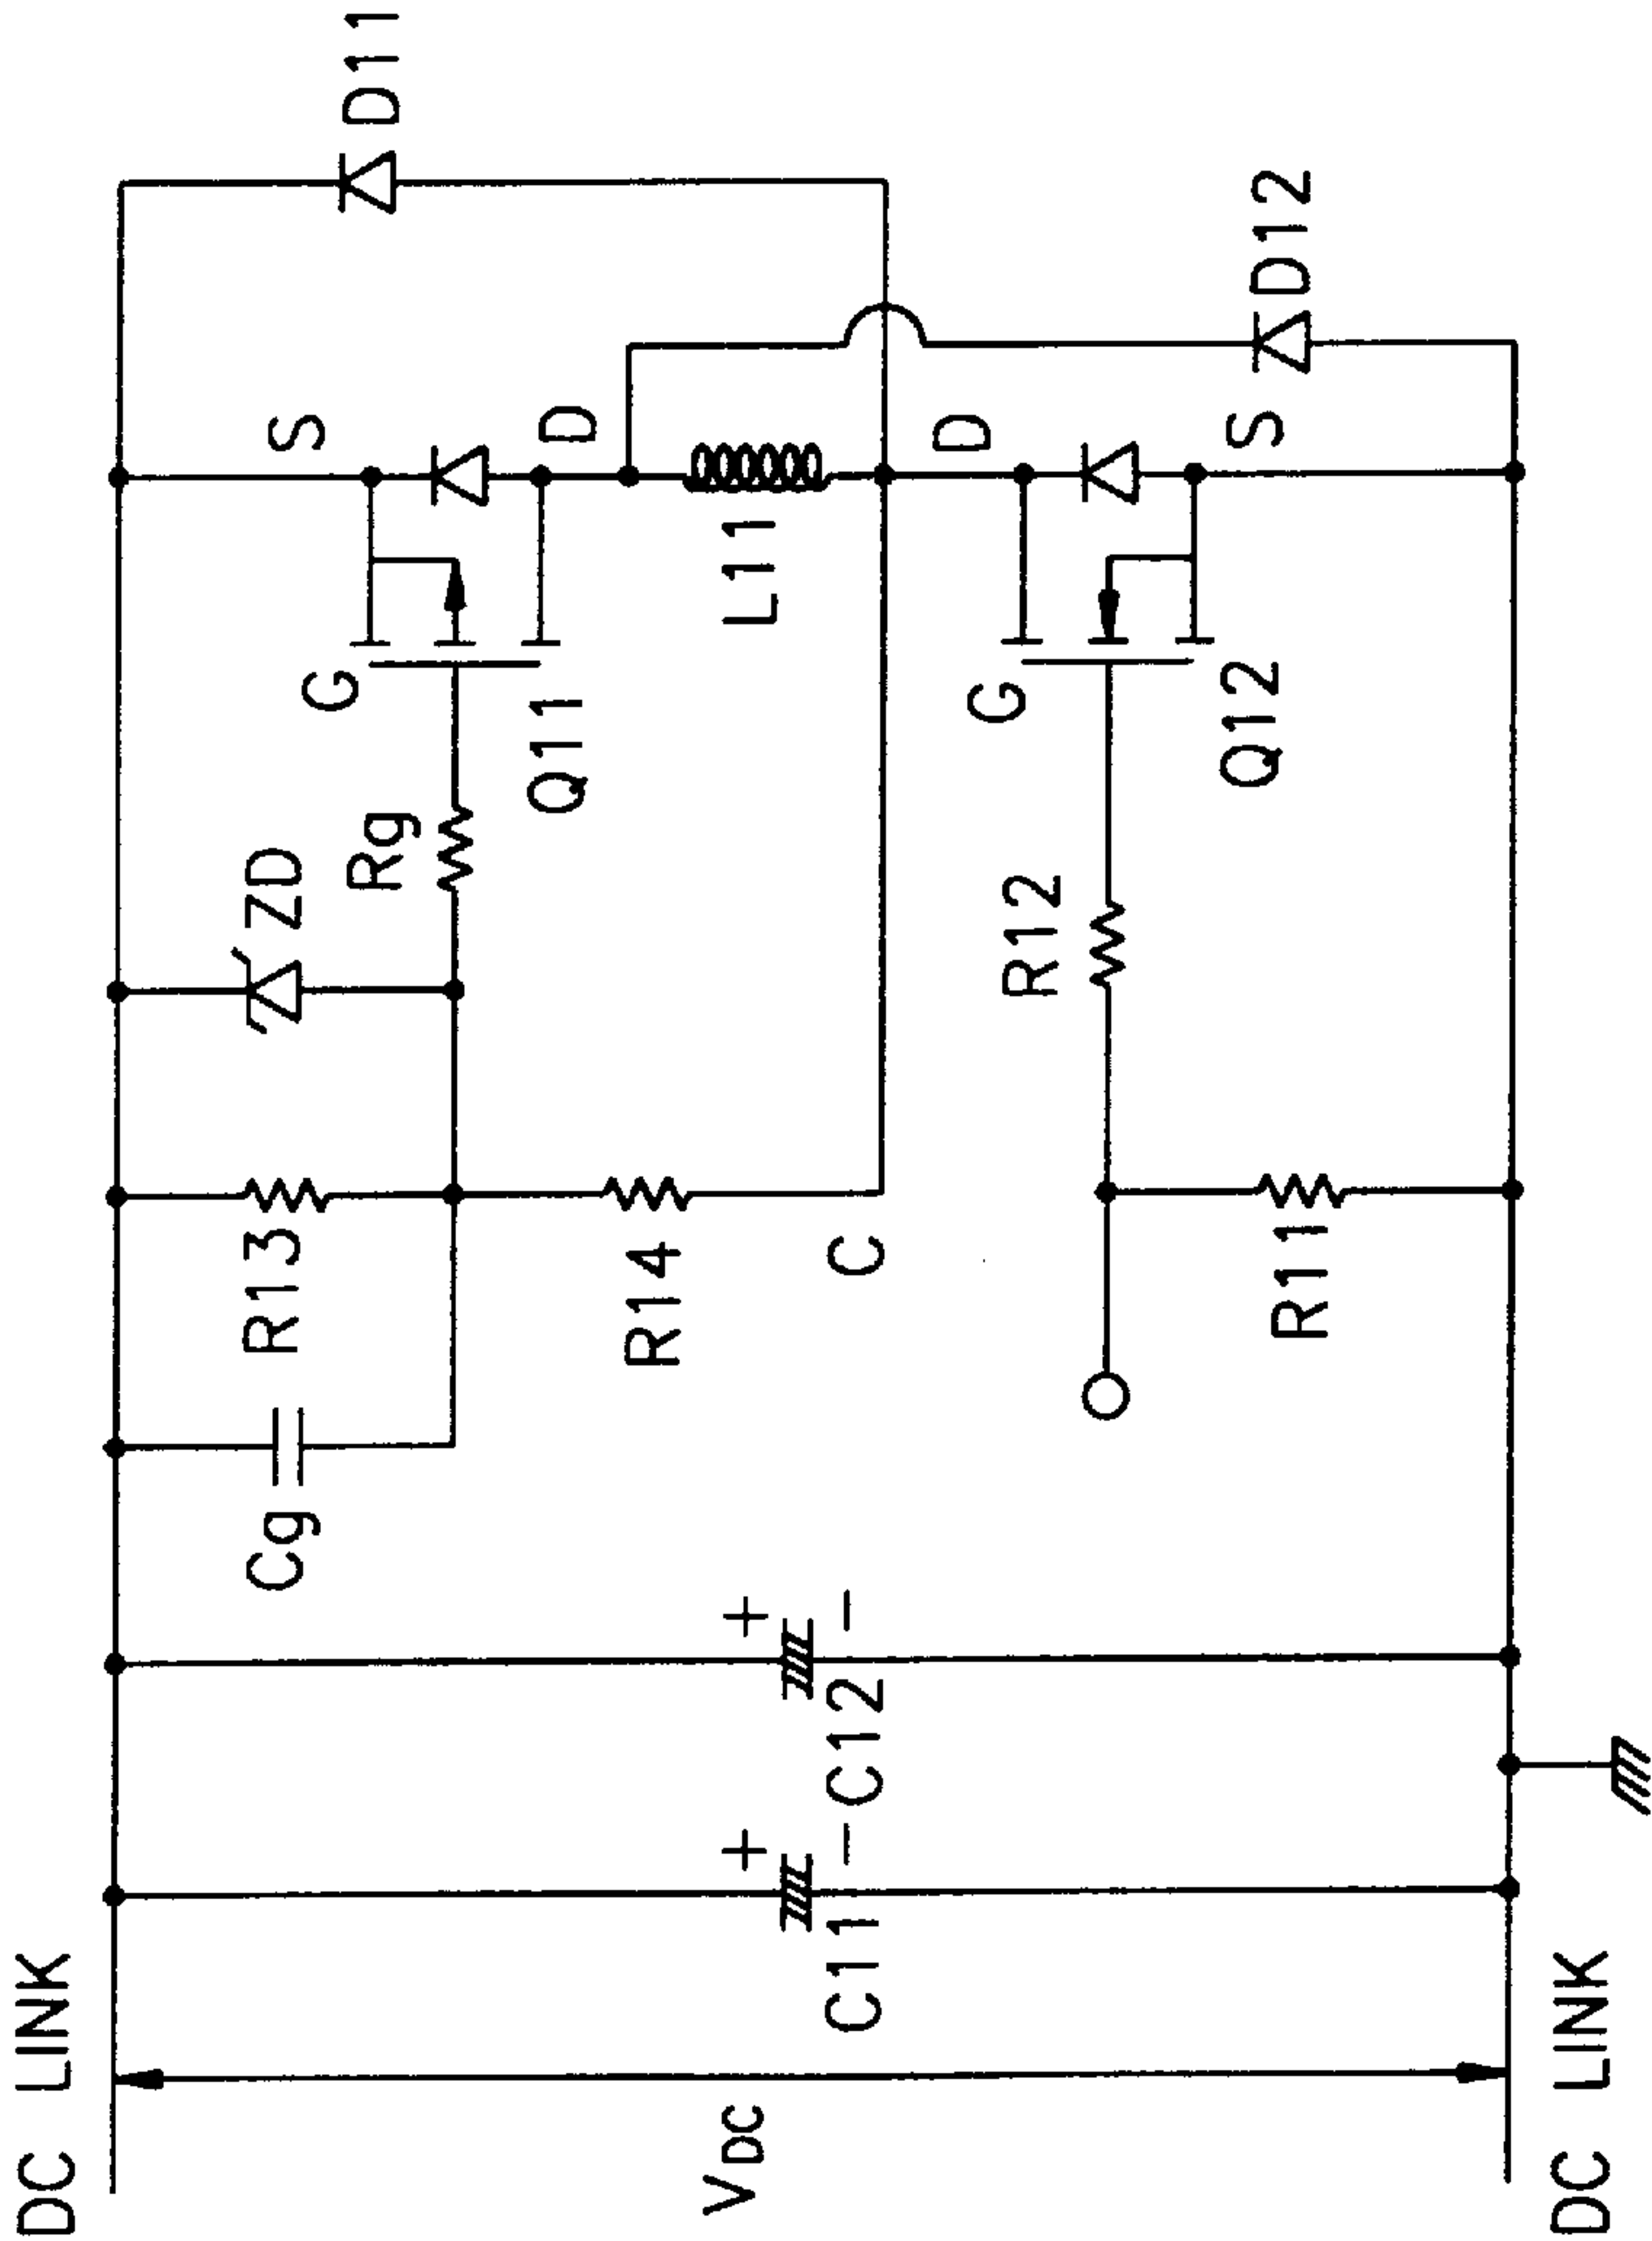 DC LINK
VDC
DC LINK
C11
+
-
C12
+
-
Cg
R13
R14
C
R11
ZD
Rg
R12
G
Q11
S
D
L11
G
Q12
D
S
D11
D12